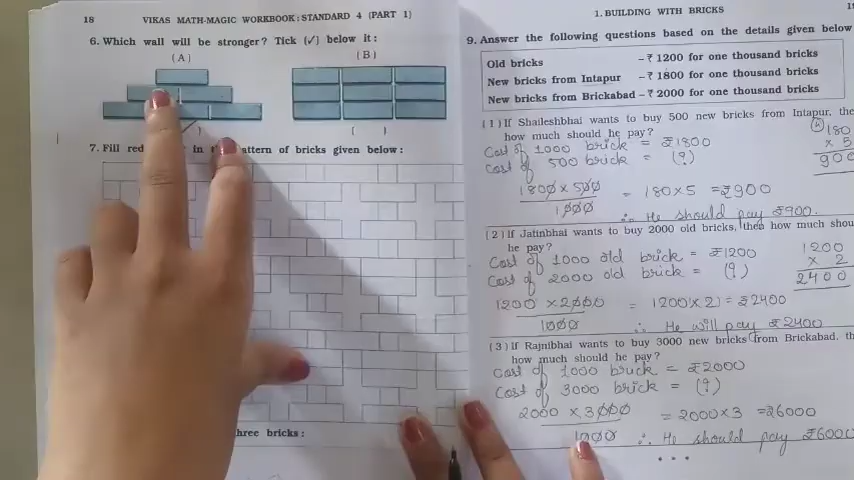 18 VIKAS MATH-MAGIC WORKBOOK : STANDARD 4 (PART 1)
6. Which wall will be stronger? Tick (✓) below it :
(A) (B)
) ( )
7. Fill red in attern of bricks given below :
hree bricks :
1. BUILDING WITH BRICKS
9. Answer the following questions based on the details given below
Old bricks – ₹ 1200 for one thousand bricks
New bricks from Intapur – ₹ 1800 for one thousand bricks
New bricks from Brickabad – ₹ 2000 for one thousand bricks
(1) If Shaileshbhai wants to buy 500 new bricks from Intapur, the
how much should he pay?
Cost of 1000 brick = ₹1800
Cost of 500 brick = (?)
1800 × 500 = 180×5 = ₹900
1000
∴ He should pay ₹900.
180
× 5
900
(2) If Jatinbhai wants to buy 2000 old bricks, then how much shou
he pay?
Cost of 1000 old brick = ₹1200
Cost of 2000 old brick = (?)
1200 × 2000 = 1200×2 = ₹2400
1000 ∴ He will pay ₹2400
1200
× 2
2400
(3) If Rajnibhai wants to buy 3000 new bricks from Brickabad, th
how much should he pay?
Cost of 1000 brick = ₹2000
Cost of 3000 brick = (?)
2000 × 3000 = 2000×3 = ₹6000
1000 ∴ He should pay ₹6000